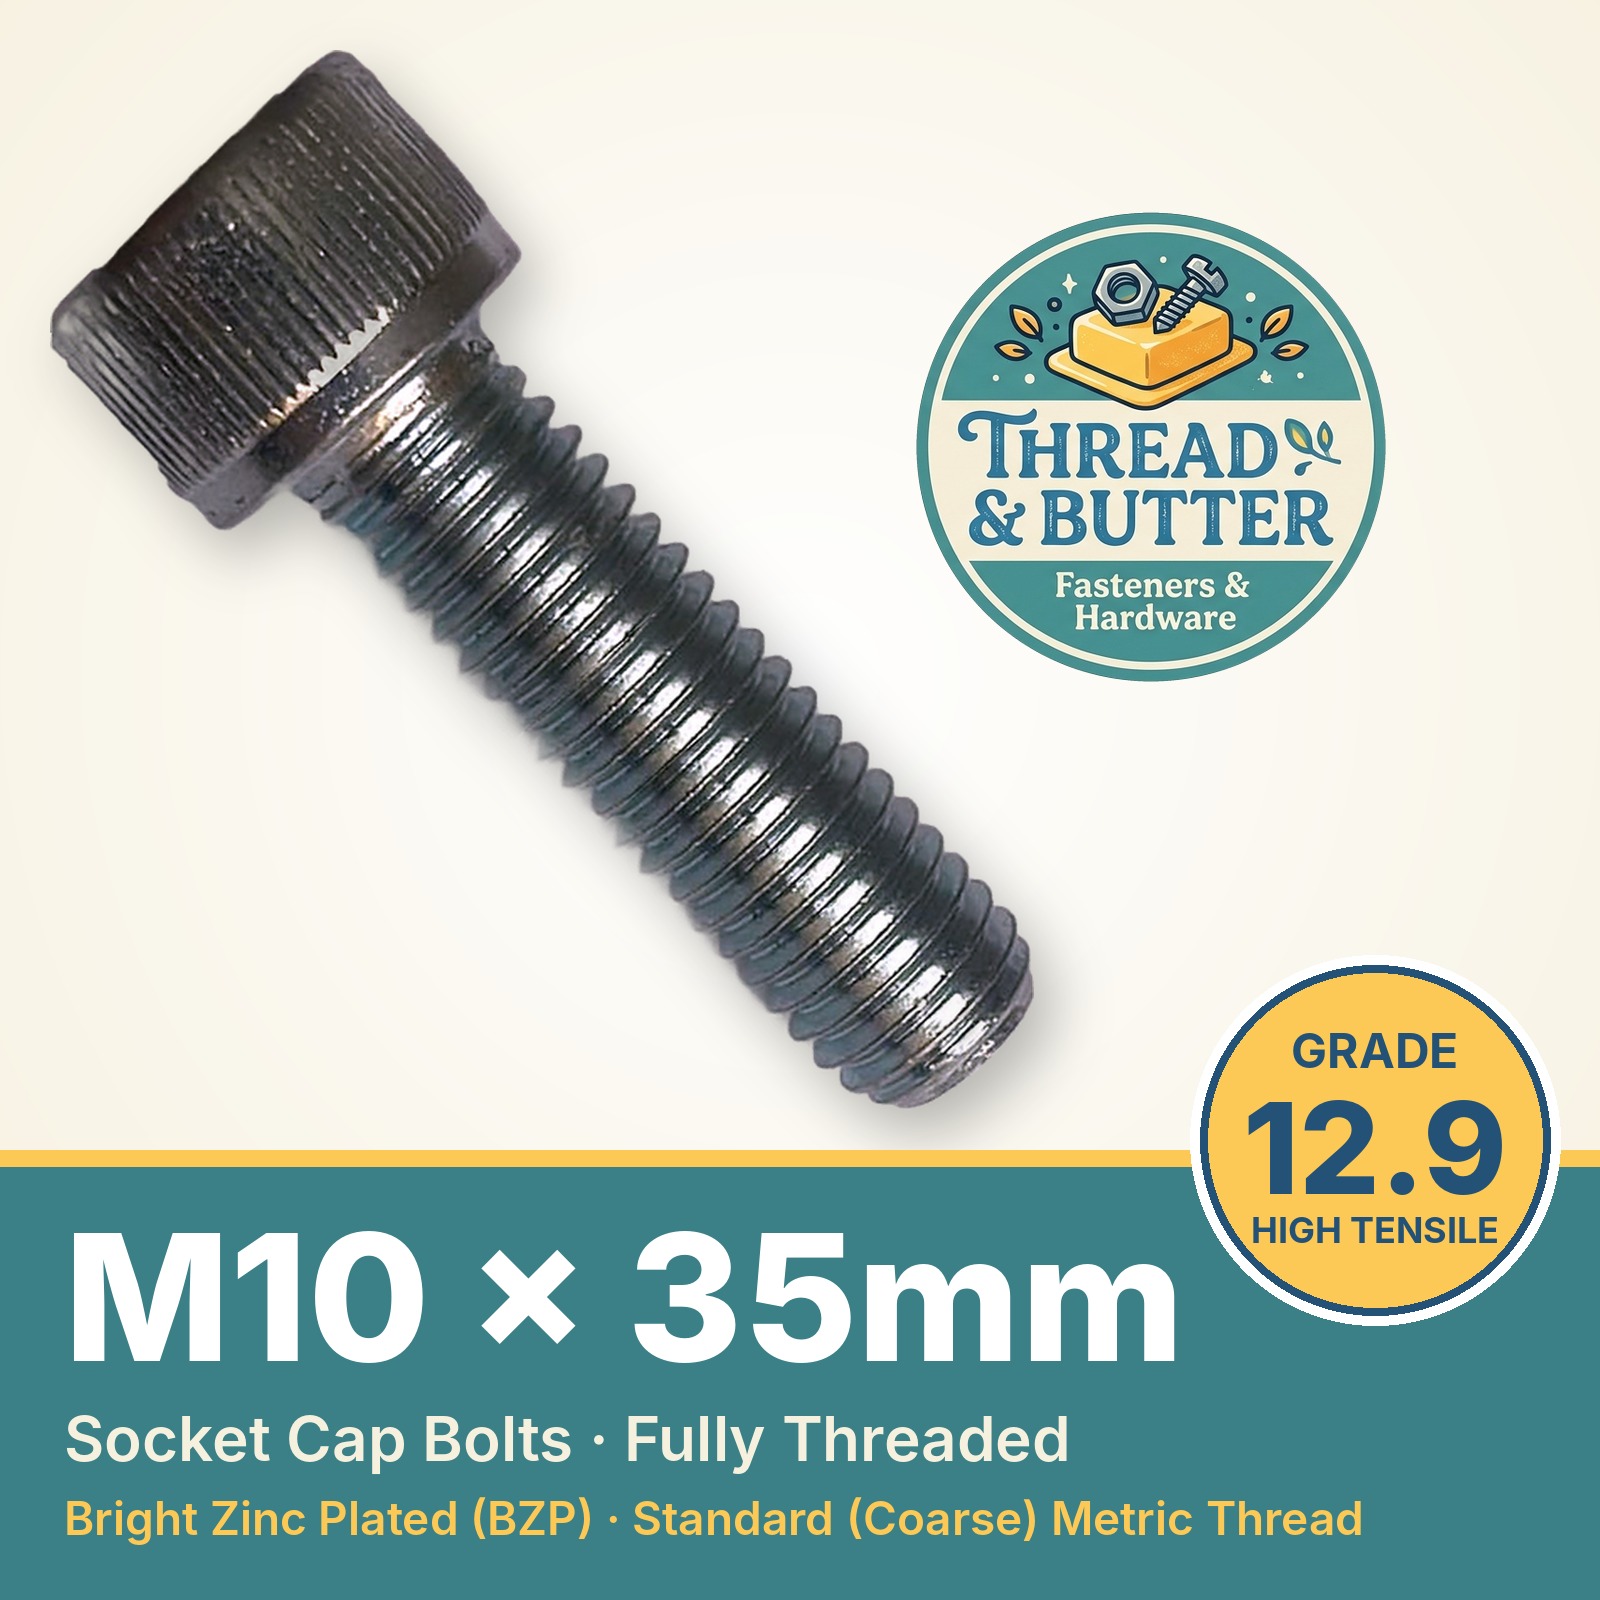 THREAD
& BUTTER
Fasteners &
Hardware
GRADE
12.9
HIGH TENSILE
M10 × 35mm
Socket Cap Bolts · Fully Threaded
Bright Zinc Plated (BZP) · Standard (Coarse) Metric Thread